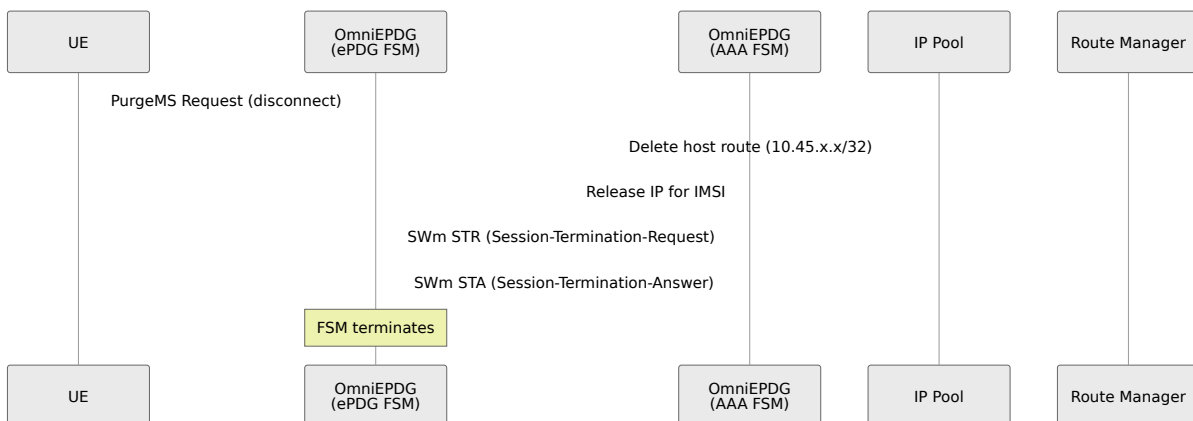 UE
OmniEPDG
(ePDG FSM)
OmniEPDG
(AAA FSM)
IP Pool
Route Manager
PurgeMS Request (disconnect)
Delete host route (10.45.x.x/32)
Release IP for IMSI
SWm STR (Session-Termination-Request)
SWm STA (Session-Termination-Answer)
FSM terminates
UE
OmniEPDG
(ePDG FSM)
OmniEPDG
(AAA FSM)
IP Pool
Route Manager